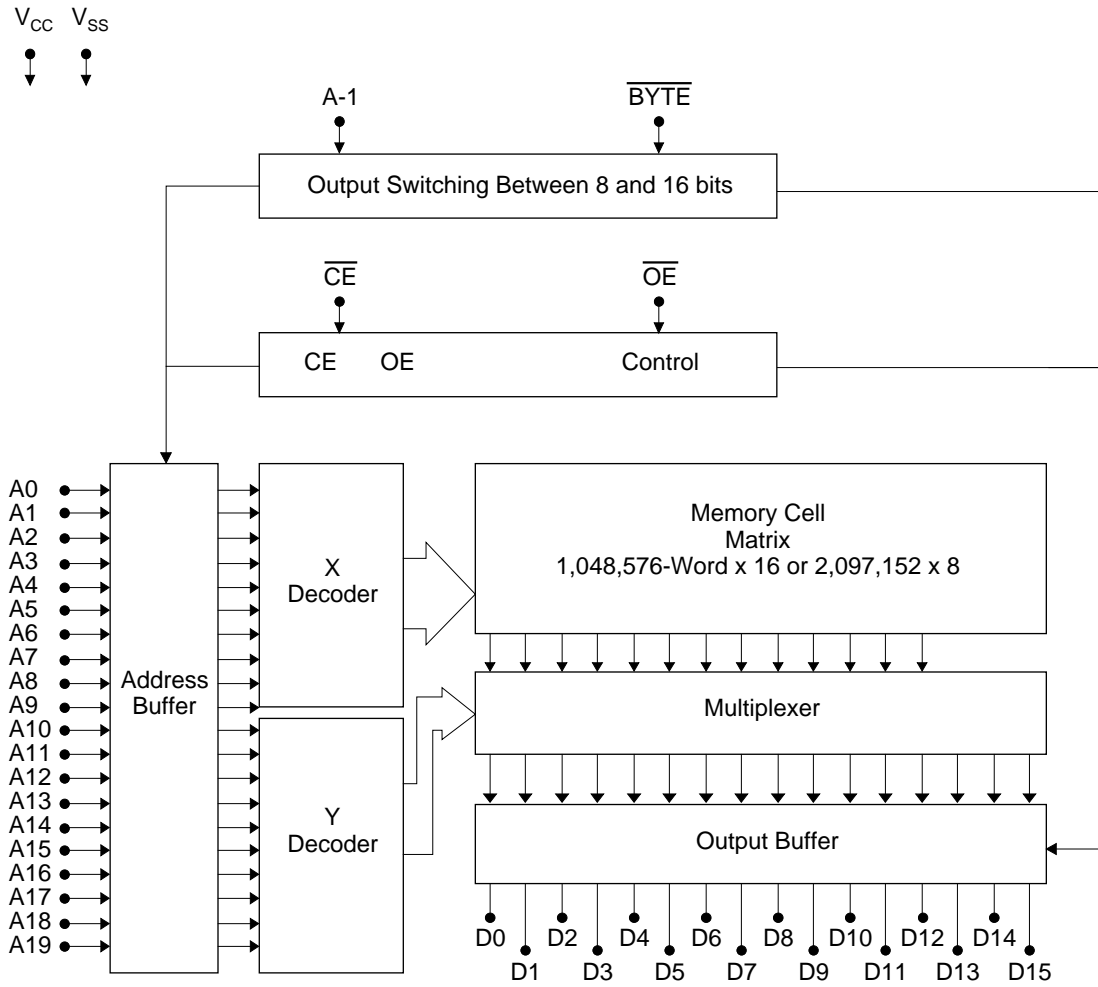 VCC VSS
A-1 BYTE
Output Switching Between 8 and 16 bits
CE OE
CE OE Control
A0
A1
A2
A3
A4
A5
A6
A7
A8
A9
A10
A11
A12
A13
A14
A15
A16
A17
A18
A19
Address
Buffer
X
Decoder
Y
Decoder
Memory Cell
Matrix
1,048,576-Word x 16 or 2,097,152 x 8
Multiplexer
Output Buffer
D0 D2 D4 D6 D8 D10 D12 D14
D1 D3 D5 D7 D9 D11 D13 D15